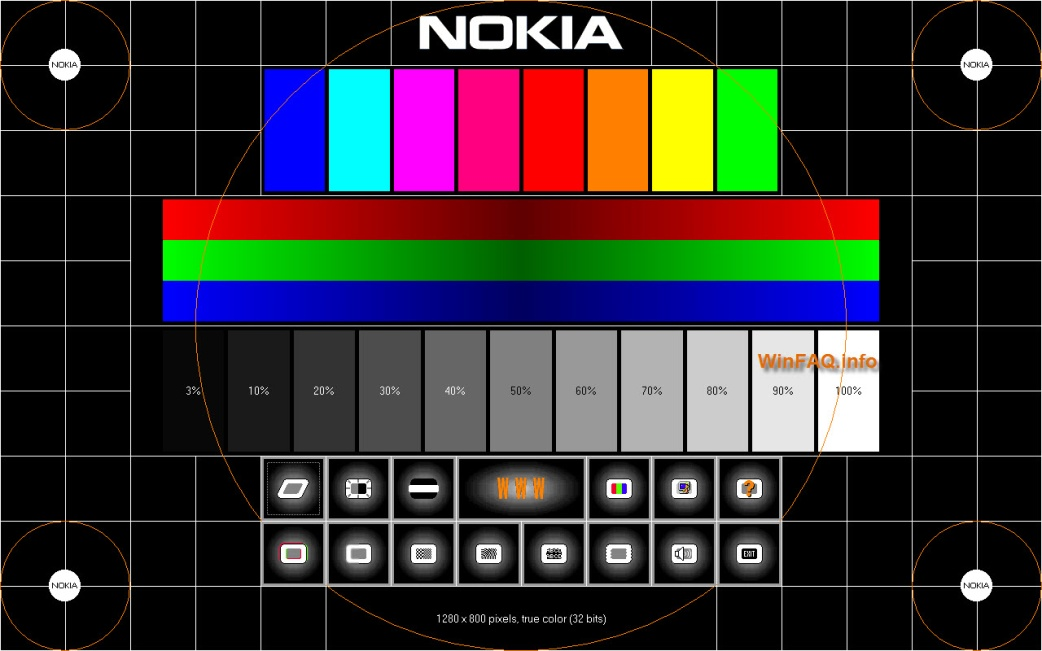 NOKIA
NOKIA NOKIA
WinFAQ.info
3% 10% 20% 30% 40% 50% 60% 70% 80% 90% 100%
WWW
EXIT
NOKIA NOKIA
1280 x 800 pixels, true color (32 bits)